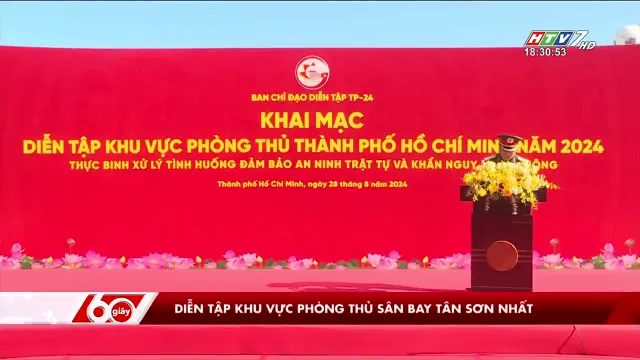 HTV7 HD
18:30:53
BAN CHỈ ĐẠO DIỄN TẬP TP-24
KHAI MẠC
DIỄN TẬP KHU VỰC PHÒNG THỦ THÀNH PHỐ HỒ CHÍ MINH NĂM 2024
THỰC BINH XỬ LÝ TÌNH HUỐNG ĐẢM BẢO AN NINH TRẬT TỰ VÀ KHẨN NGUY
Thành phố Hồ Chí Minh, ngày 28 tháng 8 năm 2024
60 giây
DIỄN TẬP KHU VỰC PHÒNG THỦ SÂN BAY TÂN SƠN NHẤT